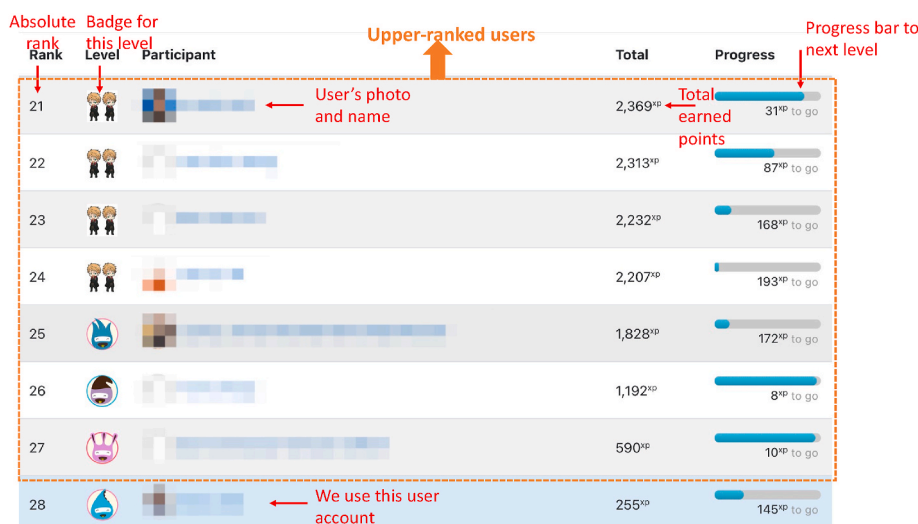 Absolute
rank
Badge for
this level
Upper-ranked users
Progress bar to
next level
Rank Level Participant Total Progress
21 2,369xp 31xp to go
User's photo
and name
Total
earned
points
22 2,313xp 87xp to go
23 2,232xp 168xp to go
24 2,207xp 193xp to go
25 1,828xp 172xp to go
26 1,192xp 8xp to go
27 590xp 10xp to go
28 255xp 145xp to go
We use this user
account